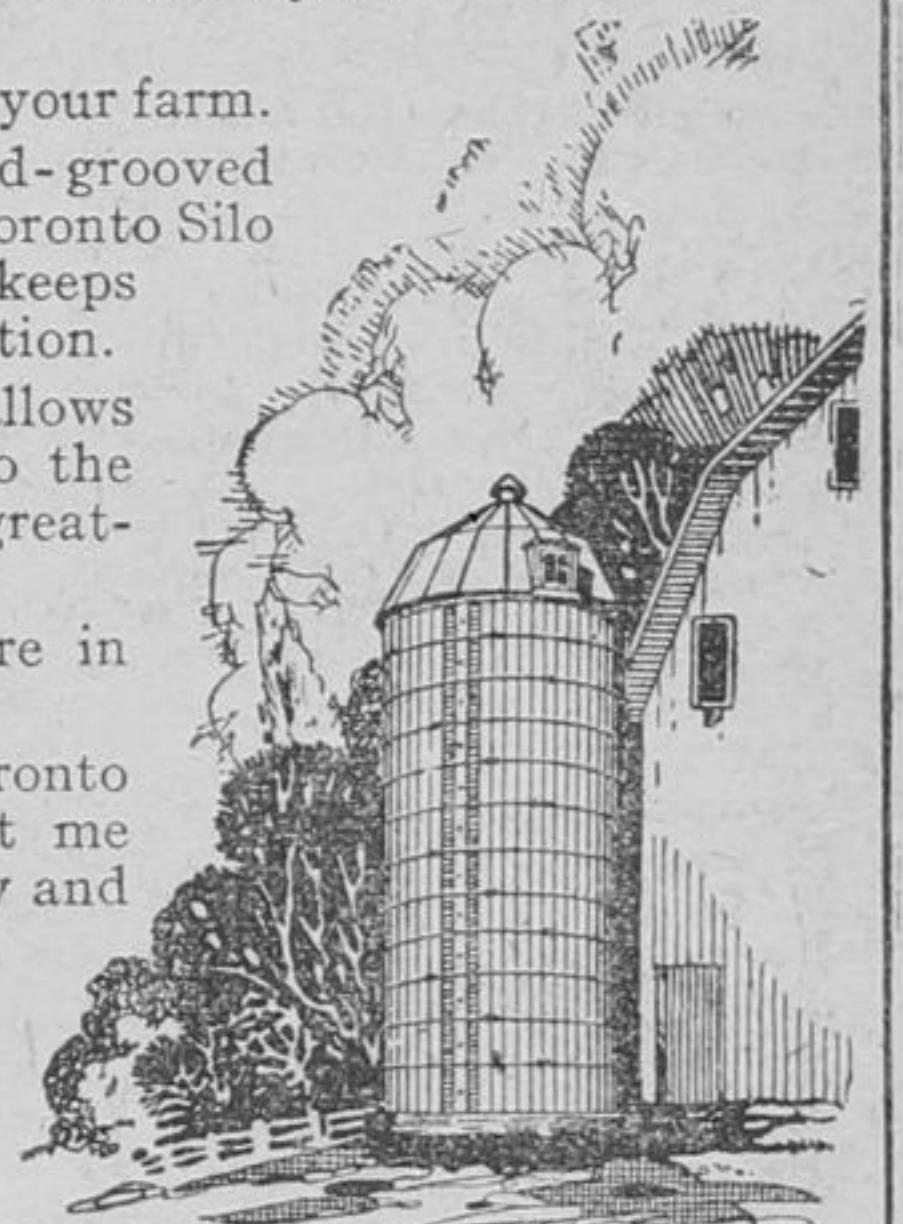 your farm.
d-grooved
oronto Silo
keeps
tion.
llows
o the
great-
re in
ronto
t me
y and